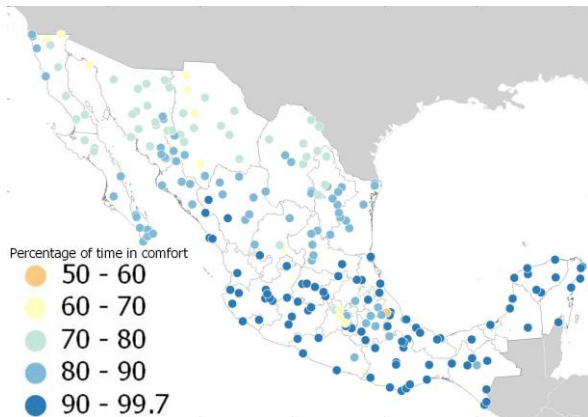 Percentage of time in comfort
50 - 60
60 - 70
70 - 80
80 - 90
90 - 99.7